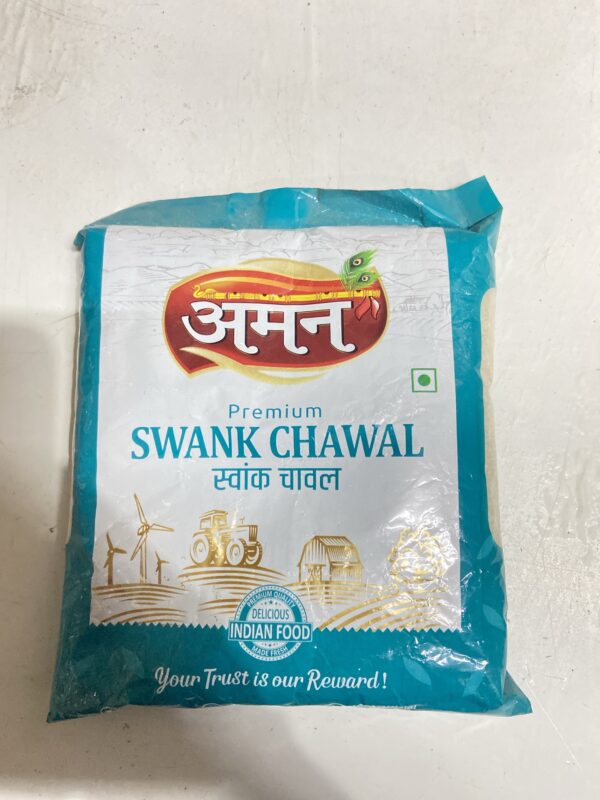 अमन
Premium
SWANK CHAWAL
स्वांक चावल
PREMIUM QUALITY
DELICIOUS
INDIAN FOOD
MADE FRESH
Your Trust is our Reward!